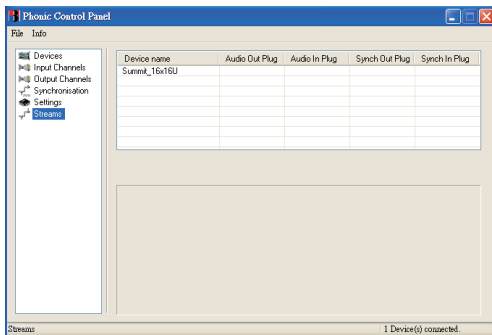 Phonic Control Panel
File Info
Devices
Input Channels
Output Channels
Synchronisation
Settings
Streams
Device name Audio Out Plug Audio In Plug Synch Out Plug Synch In Plug
Summit_16x16U
Streams 1 Device(s) connected.